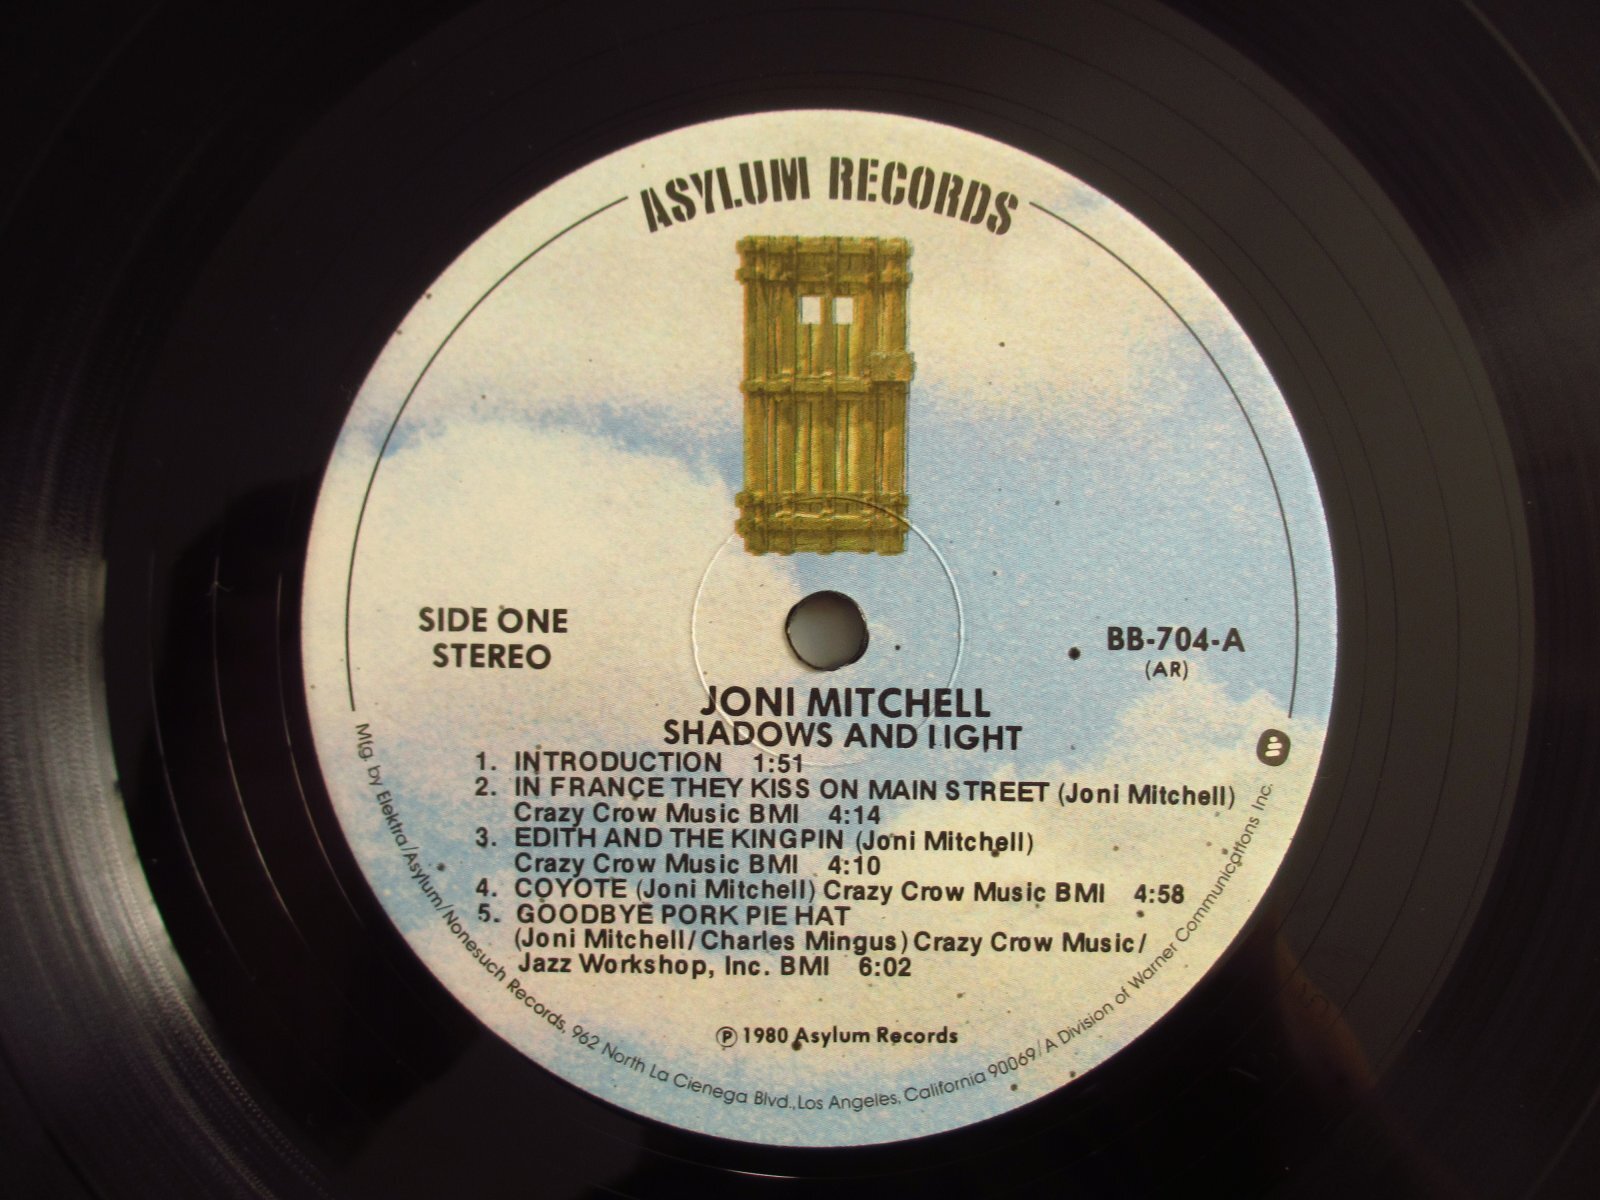 ASYLUM RECORDS
SIDE ONE
STEREO
BB-704-A
(AR)
JONI MITCHELL
SHADOWS AND LIGHT
1. INTRODUCTION 1:51
2. IN FRANCE THEY KISS ON MAIN STREET (Joni Mitchell)
Crazy Crow Music BMI 4:14
3. EDITH AND THE KINGPIN (Joni Mitchell)
Crazy Crow Music BMI 4:10
4. COYOTE (Joni Mitchell) Crazy Crow Music BMI 4:58
5. GOODBYE PORK PIE HAT
(Joni Mitchell/Charles Mingus) Crazy Crow Music/
Jazz Workshop, Inc. BMI 6:02
℗ 1980 Asylum Records
Mfg. by Elektra/Asylum/Nonesuch Records, 962 North La Cienega Blvd., Los Angeles, California 90069/A Division of Warner Communications Inc.